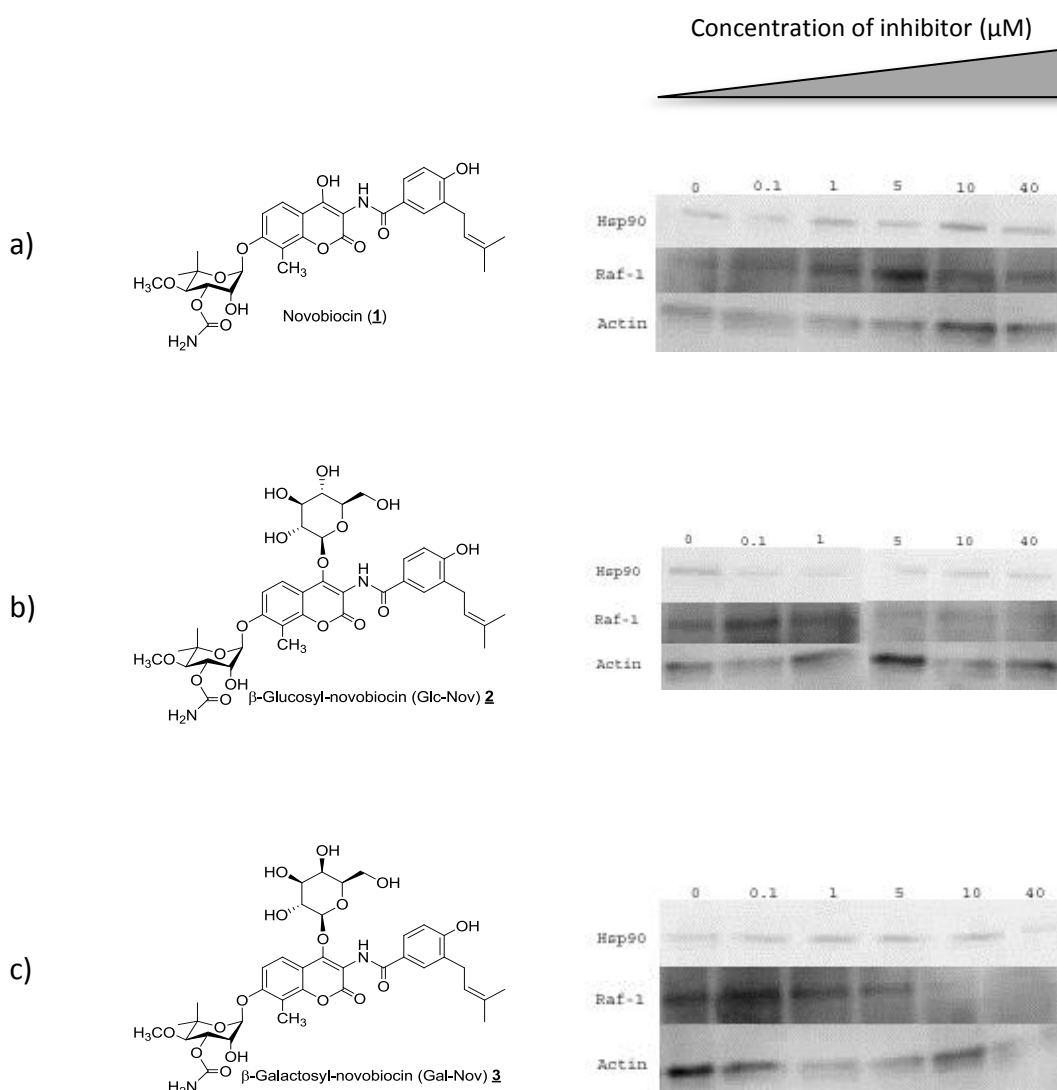 Concentration of inhibitor (µM)
a)
OH
OH
H
N
O
O
O
O
O
CH₃
H₃CO
O
OH
O
H₂N
Novobiocin (1)
0 0.1 1 5 10 40
Hsp90
Raf-1
Actin
b)
OH
HO
OH
HO
O
O
H
N
OH
O
O
O
O
O
CH₃
H₃CO
O
OH
O
H₂N
β-Glucosyl-novobiocin (Glc-Nov) 2
0 0.1 1 5 10 40
Hsp90
Raf-1
Actin
c)
OH
HO
OH
HO
O
O
H
N
OH
O
O
O
O
O
CH₃
H₃CO
O
OH
O
NH₂
β-Galactosyl-novobiocin (Gal-Nov) 3
0 0.1 1 5 10 40
Hsp90
Raf-1
Actin